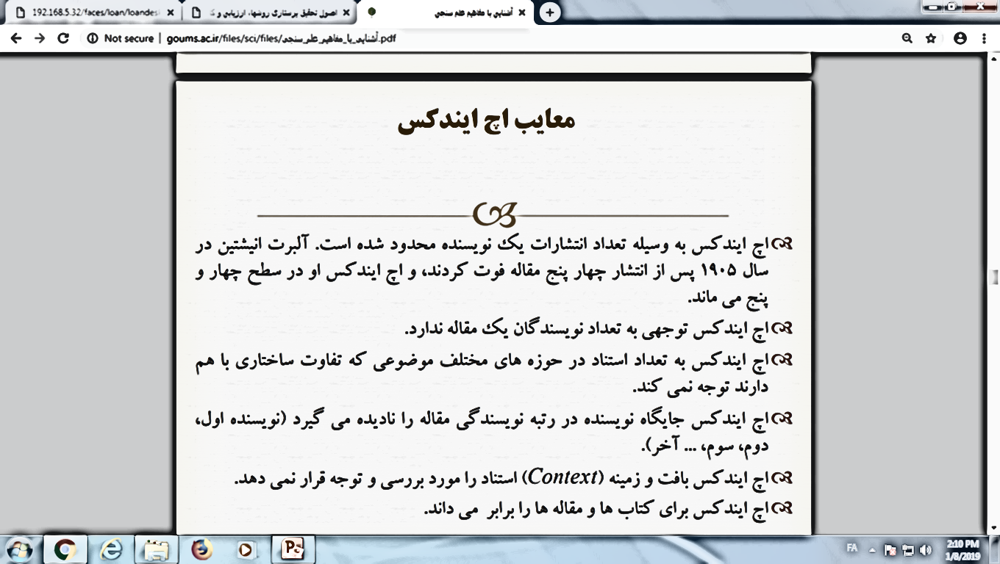 192.168.5.32/faces/loan/loandes
اصول تحقیق پرستاری روشها، ارزیابی و ک
آشنایی با مفاهیم علم سنجی
Not secure | goums.ac.ir/files/sci/files/آشنایی_با_مفاهیم_علم_سنجی.pdf
معایب اچ ایندکس
اچ ایندکس به وسیله تعداد انتشارات یک نویسنده محدود شده است. آلبرت انیشتین در
سال ۱۹۰۵ پس از انتشار چهار پنج مقاله فوت کردند، و اچ ایندکس او در سطح چهار و
پنج می ماند.
اچ ایندکس توجهی به تعداد نویسندگان یک مقاله ندارد.
اچ ایندکس به تعداد استناد در حوزه های مختلف موضوعی که تفاوت ساختاری با هم
دارند توجه نمی کند.
اچ ایندکس جایگاه نویسنده در رتبه نویسندگی مقاله را نادیده می گیرد (نویسنده اول،
دوم، سوم، ... آخر).
اچ ایندکس بافت و زمینه (Context) استناد را مورد بررسی و توجه قرار نمی دهد.
اچ ایندکس برای کتاب ها و مقاله ها را برابر می داند.
FA
2:10 PM
1/8/2019